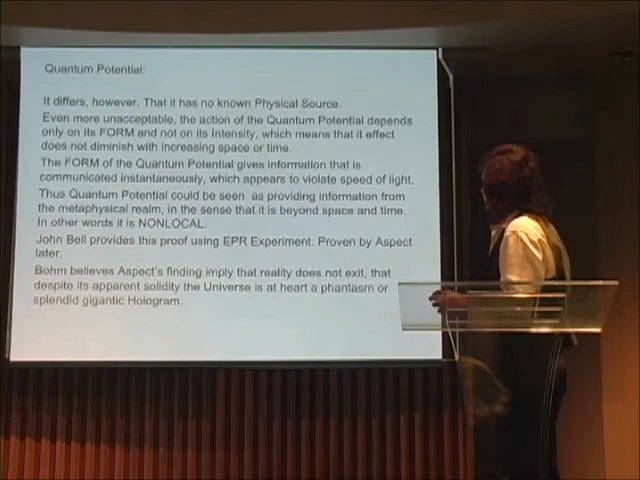 Quantum Potential:
It differs, however. That it has no known Physical Source.
Even more unacceptable, the action of the Quantum Potential depends
only on its FORM and not on its Intensity, which means that it effect
does not diminish with increasing space or time.
The FORM of the Quantum Potential gives Information that is
communicated instantaneously, which appears to violate speed of light.
Thus Quantum Potential could be seen as providing information from
the metaphysical realm, in the sense that it is beyond space and time.
In other words it is NONLOCAL.
John Bell provides this proof using EPR Experiment. Proven by Aspect
later.
Bohm believes Aspect's finding imply that reality does not exit, that
despite its apparent solidity the Universe is at heart a phantasm or
splendid gigantic Hologram.